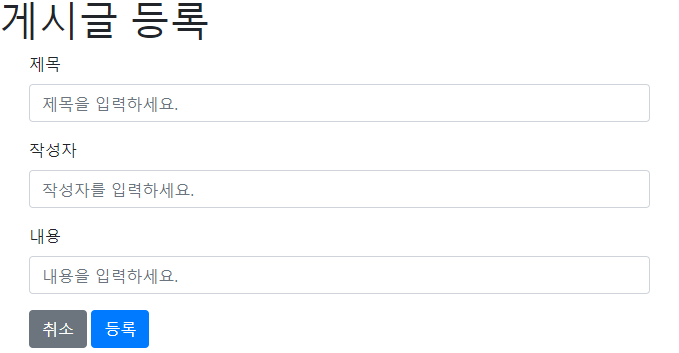 게시글 등록
제목
제목을 입력하세요.
작성자
작성자를 입력하세요.
내용
내용을 입력하세요.
취소 등록